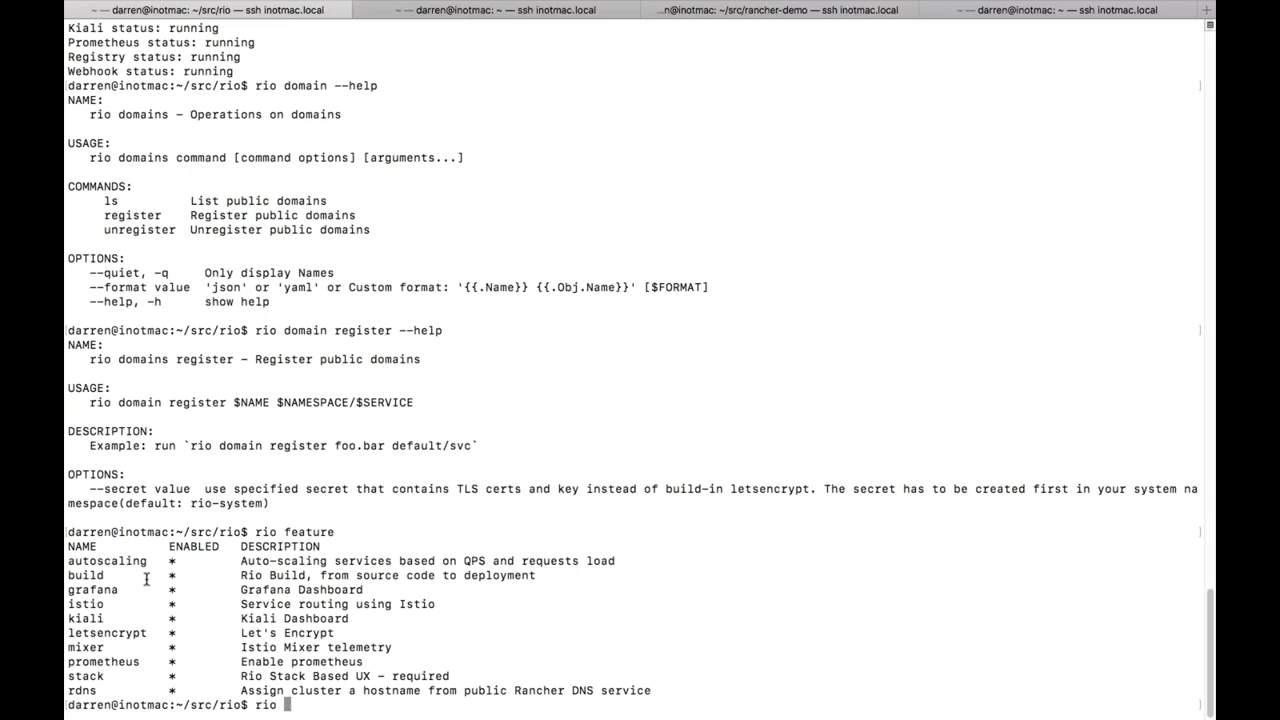 ~ — darren@inotmac: ~/src/rio — ssh inotmac.local
~ — darren@inotmac: ~ — ssh inotmac.local
...n@inotmac: ~/src/rancher-demo — ssh inotmac.local
~ — darren@inotmac: ~ — ssh inotmac.local
Kiali status: running
Prometheus status: running
Registry status: running
Webhook status: running
darren@inotmac:~/src/rio$ rio domain --help
NAME:
   rio domains - Operations on domains

USAGE:
   rio domains command [command options] [arguments...]

COMMANDS:
     ls          List public domains
     register    Register public domains
     unregister  Unregister public domains

OPTIONS:
   --quiet, -q     Only display Names
   --format value  'json' or 'yaml' or Custom format: '{{.Name}} {{.Obj.Name}}' [$FORMAT]
   --help, -h      show help

darren@inotmac:~/src/rio$ rio domain register --help
NAME:
   rio domains register - Register public domains

USAGE:
   rio domain register $NAME $NAMESPACE/$SERVICE

DESCRIPTION:
   Example: run `rio domain register foo.bar default/svc`

OPTIONS:
   --secret value  use specified secret that contains TLS certs and key instead of build-in letsencrypt. The secret has to be created first in your system na
mespace(default: rio-system)

darren@inotmac:~/src/rio$ rio feature
NAME          ENABLED   DESCRIPTION
autoscaling   *         Auto-scaling services based on QPS and requests load
build         *         Rio Build, from source code to deployment
grafana       *         Grafana Dashboard
istio         *         Service routing using Istio
kiali         *         Kiali Dashboard
letsencrypt   *         Let's Encrypt
mixer         *         Istio Mixer telemetry
prometheus    *         Enable prometheus
stack         *         Rio Stack Based UX - required
rdns          *         Assign cluster a hostname from public Rancher DNS service
darren@inotmac:~/src/rio$ rio